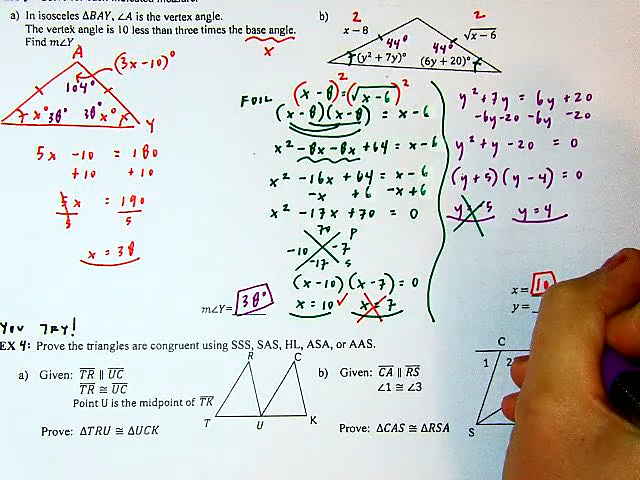 a) In isosceles ΔBAY, ∠A is the vertex angle.
The vertex angle is 10 less than three times the base angle.
Find m∠Y
x
A
(3x-10)°
104°
x° 38° 38° x°
Y
5x -10 = 180
+10 +10
5x = 190
5 5
x = 38
m∠Y= 38°
b)
2 2
x − 8 √x − 6
44° 44°
(y² + 7y)° (6y + 20)°
FOIL
(x-8)² = (√x-6)²
(x-8)(x-8) = x-6
x² -8x-8x+64 = x-6
x² -16x +64 = x-6
-x +6 -x+6
x² -17x +70 = 0
70 P
-10 -7
-17 S
(x-10)(x-7) = 0
x = 10 ✓ x = 7
y² +7y = 6y +20
-6y-20 -6y -20
y² + y -20 = 0
(y+5)(y-4) = 0
y = -5 y = 4
x = 10
y =
YOU TRY!
EX 4: Prove the triangles are congruent using SSS, SAS, HL, ASA, or AAS.
a) Given: TR ∥ UC
TR ≅ UC
Point U is the midpoint of TK
Prove: ΔTRU ≅ ΔUCK
R C
T U K
b) Given: CA ∥ RS
∠1 ≅ ∠3
Prove: ΔCAS ≅ ΔRSA
C
1 2
S